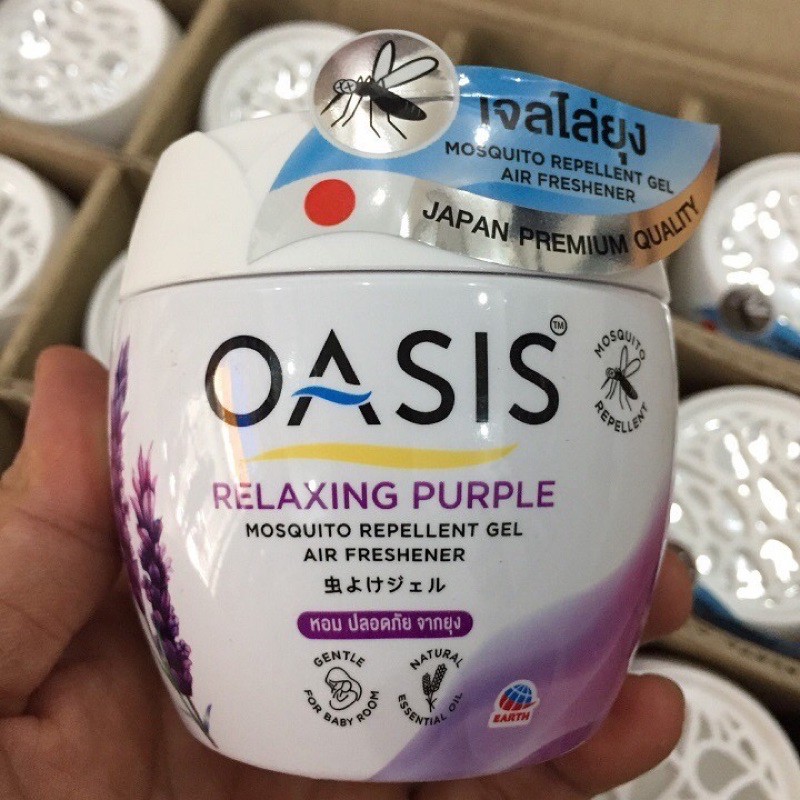 เจลไล่ยุง
MOSQUITO REPELLENT GEL
AIR FRESHENER
JAPAN PREMIUM QUALITY
OASIS™
MOSQUITO
REPELLENT
RELAXING PURPLE
MOSQUITO REPELLENT GEL
AIR FRESHENER
虫よけジェル
หอม ปลอดภัย จากยุง
GENTLE
FOR BABY ROOM
NATURAL
ESSENTIAL OIL
EARTH